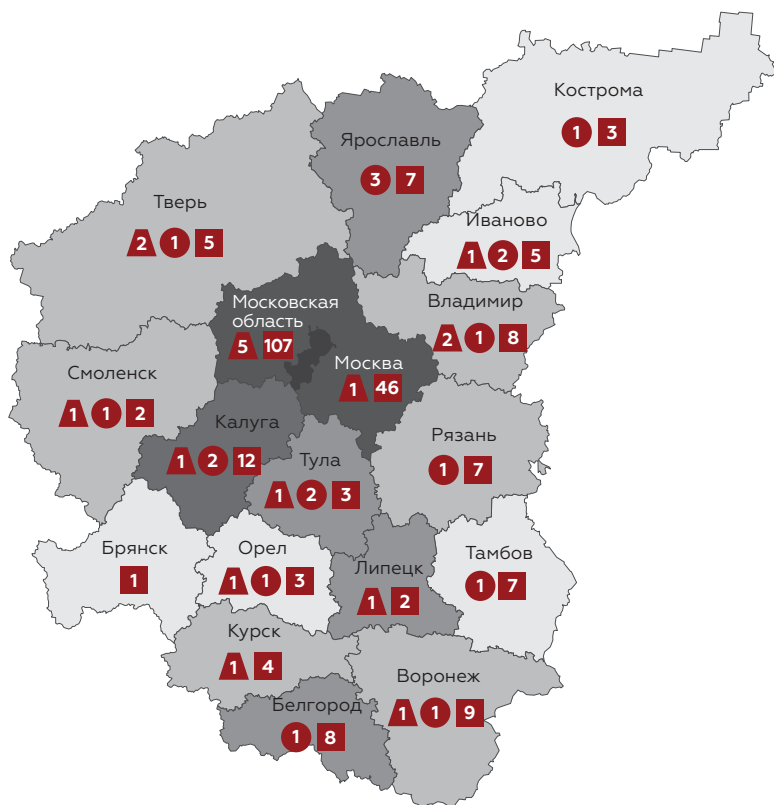 Кострома
1 3
Ярославль
3 7
Тверь
2 1 5
Иваново
1 2 5
Московская
область
5 107
Владимир
2 1 8
Москва
1 46
Смоленск
1 1 2
Калуга
1 2 12
Рязань
1 7
Тула
1 2 3
Брянск
1
Орел
1 1 3
Липецк
1 2
Тамбов
1 7
Курск
1 4
Воронеж
1 1 9
Белгород
1 8